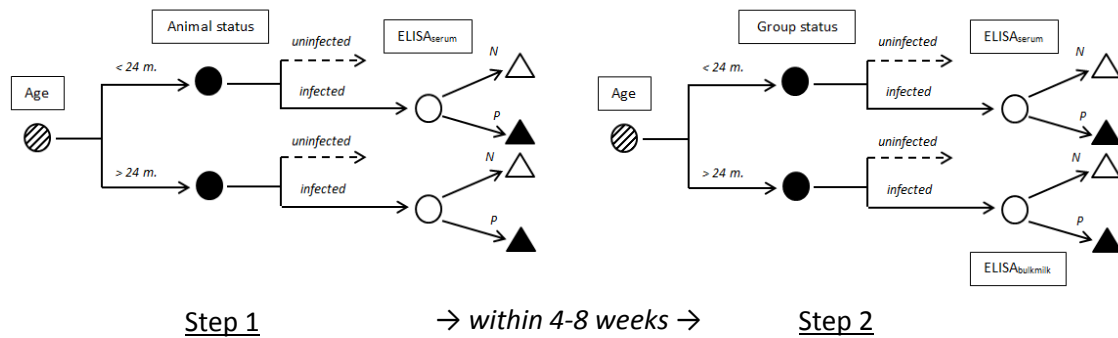 Animal status
ELISAserum
Age
< 24 m.
uninfected
infected
N
P
> 24 m.
uninfected
infected
N
P
Step 1
→ within 4-8 weeks →
Group status
ELISAserum
Age
< 24 m.
uninfected
infected
N
P
> 24 m.
uninfected
infected
N
P
ELISAbulkmilk
Step 2